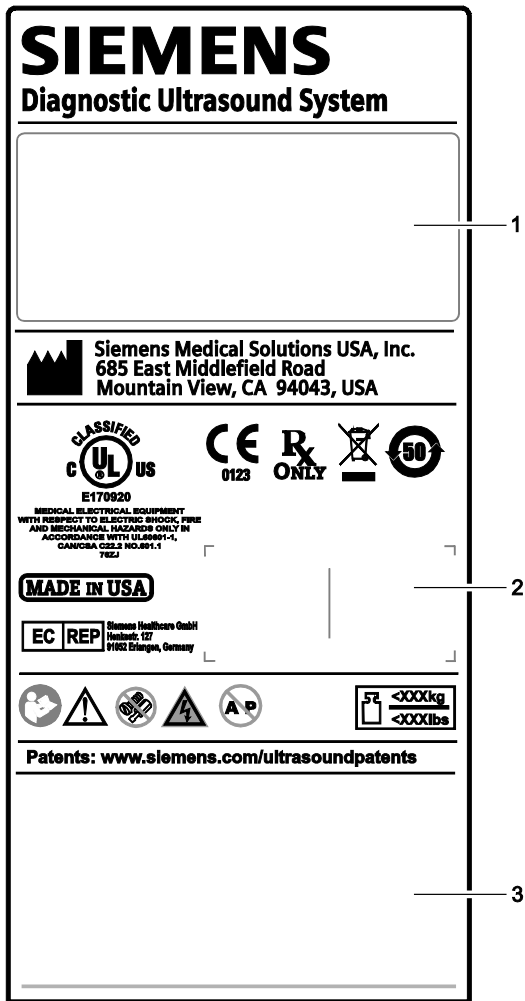 SIEMENS
Diagnostic Ultrasound System
1
Siemens Medical Solutions USA, Inc.
685 East Middlefield Road
Mountain View, CA 94043, USA
CLASSIFIED
C UL US
®
E170920
MEDICAL ELECTRICAL EQUIPMENT
WITH RESPECT TO ELECTRIC SHOCK, FIRE
AND MECHANICAL HAZARDS ONLY IN
ACCORDANCE WITH UL60601-1,
CAN/CSA C22.2 NO.601.1
76ZJ
CE
0123
Rx
ONLY
50
MADE IN USA
2
EC REP
Siemens Healthcare GmbH
Henkestr. 127
91052 Erlangen, Germany
AP
<XXXkg
<XXXlbs
Patents: www.siemens.com/ultrasoundpatents
3